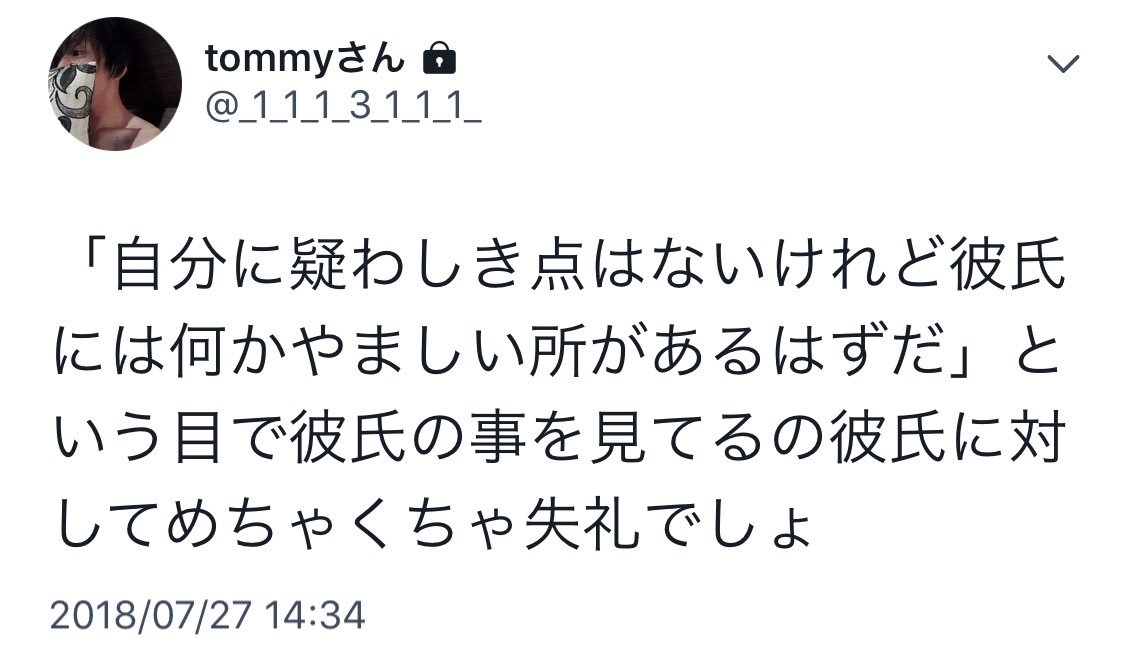 tommyさん
@_1_1_1_3_1_1_1_
「自分に疑わしき点はないけれど彼氏
には何かやましい所があるはずだ」と
いう目で彼氏の事を見てるの彼氏に対
してめちゃくちゃ失礼でしょ
2018/07/27 14:34